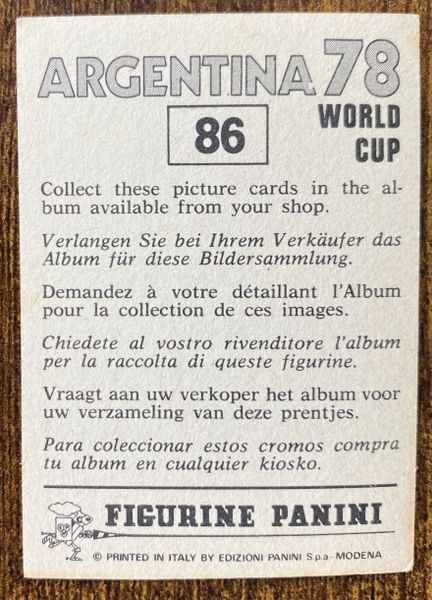 ARGENTINA 78
86
WORLD
CUP
Collect these picture cards in the al-
bum available from your shop.
Verlangen Sie bei Ihrem Verkäufer das
Album für diese Bildersammlung.
Demandez à votre détaillant l'Album
pour la collection de ces images.
Chiedete al vostro rivenditore l'album
per la raccolta di queste figurine.
Vraagt aan uw verkoper het album voor
uw verzameling van deze prentjes.
Para coleccionar estos cromos compra
tu album en cualquier kiosko.
FIGURINE PANINI
© PRINTED IN ITALY BY EDIZIONI PANINI S.p.a - MODENA